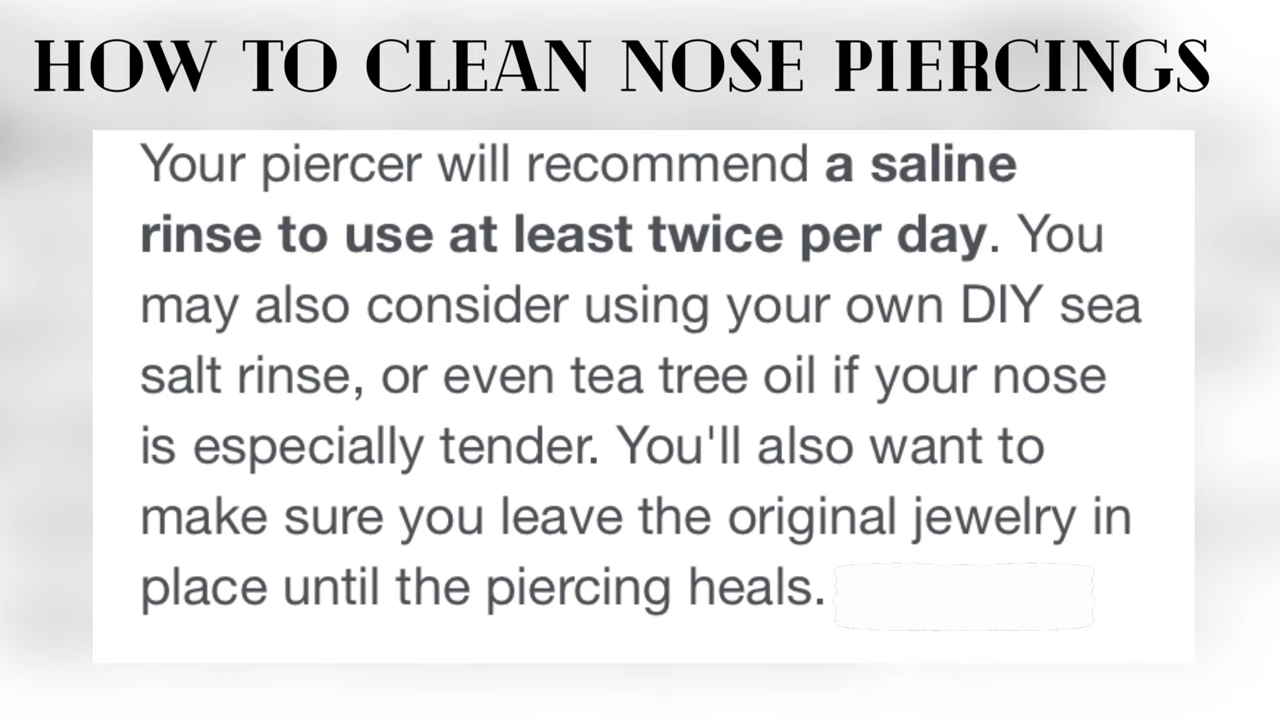 HOW TO CLEAN NOSE PIERCINGS
Your piercer will recommend a saline
rinse to use at least twice per day. You
may also consider using your own DIY sea
salt rinse, or even tea tree oil if your nose
is especially tender. You'll also want to
make sure you leave the original jewelry in
place until the piercing heals.